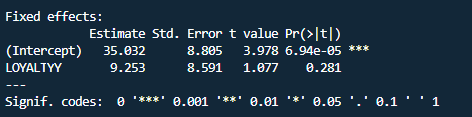 Fixed effects:
Estimate Std. Error t value Pr(>|t|)
(Intercept) 35.032 8.805 3.978 6.94e-05 ***
LOYALTYY 9.253 8.591 1.077 0.281
---
Signif. codes: 0 '***' 0.001 '**' 0.01 '*' 0.05 '.' 0.1 ' ' 1